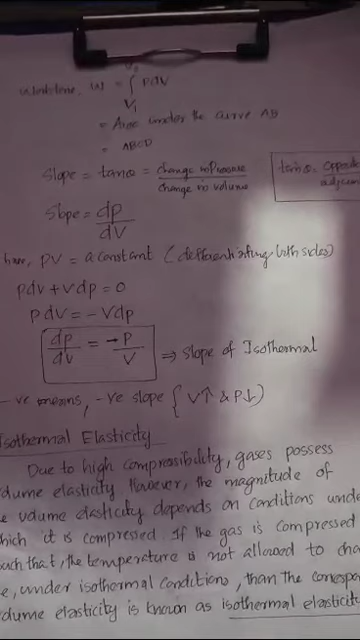 Workdone, W = ∫ PdV
V₁
= Area under the curve AB
= ABCD
Slope = tanθ = change in Pressure / change in volume
tanθ = opposite / adjacen
Slope = dp/dV
here, PV = a constant (differentiating both sides)
Pdv + Vdp = 0
Pdv = -Vdp
dp/dv = -P/V ⇒ Slope of Isothermal
-ve means, -ve slope { V↑ & P↓ }
Isothermal Elasticity
Due to high compressibility, gases possess
volume elasticity However, the magnitude of
volume elasticity depends on conditions unde
which it is compressed. If the gas is compressed
such that, the temperature is not allowed to cha
under isothermal conditions, than the correspo
volume elasticity is known as isothermal elasticit